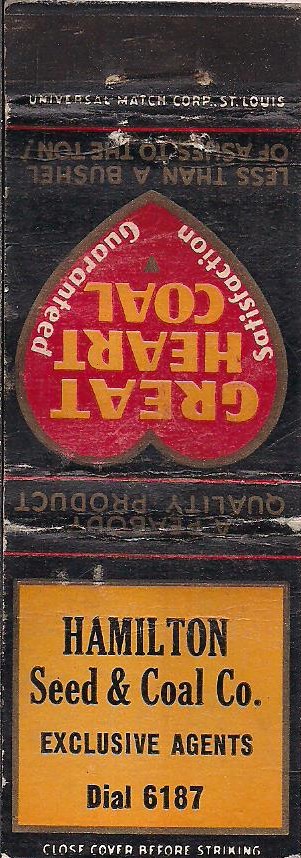 UNIVERSAL MATCH CORP., ST. LOUIS
LESS THAN A BUSHEL
OF ASHES TO THE TON!
GREAT
HEART
COAL
Satisfaction
Guaranteed
A PEABODY
QUALITY PRODUCT
HAMILTON
Seed & Coal Co.
EXCLUSIVE AGENTS
Dial 6187
CLOSE COVER BEFORE STRIKING